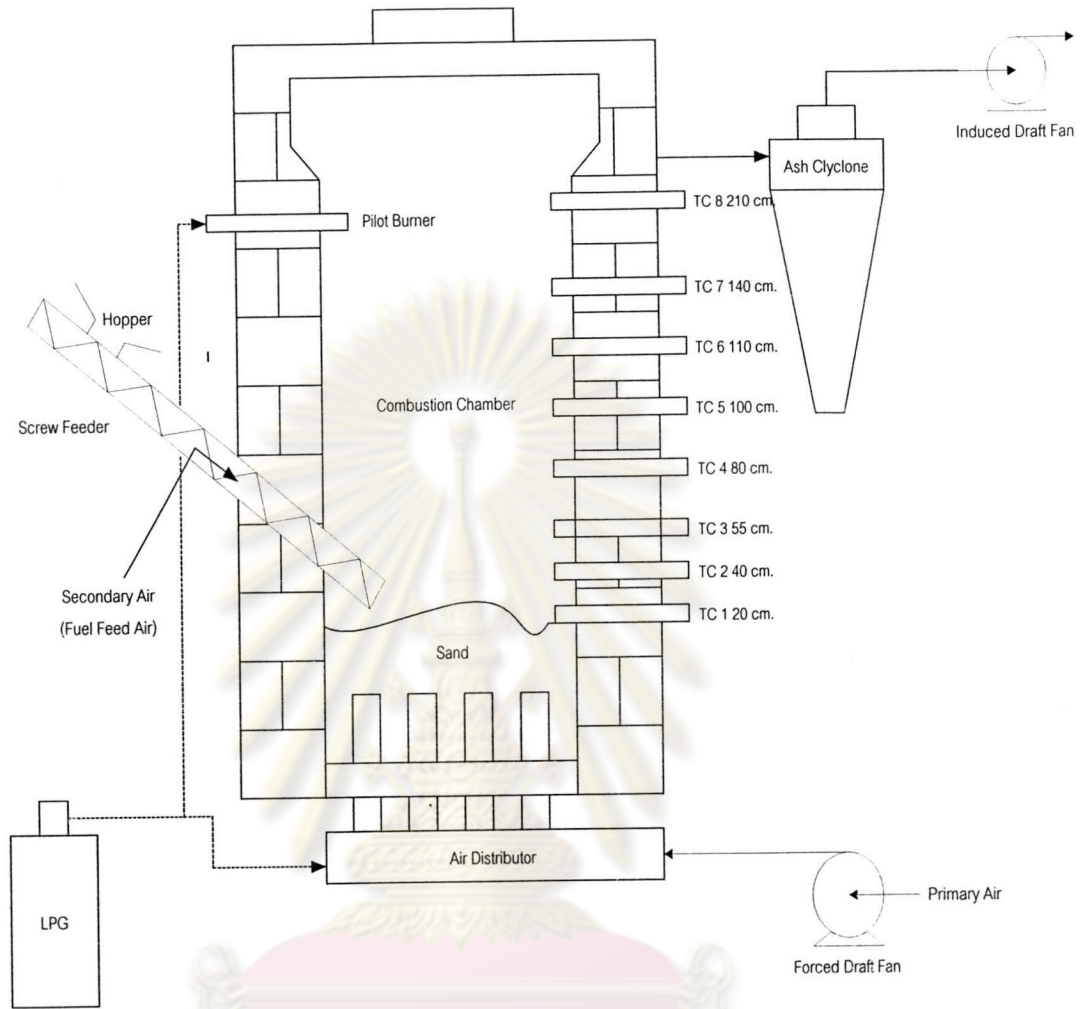 Induced Draft Fan
Ash Clyclone
TC 8 210 cm.
Pilot Burner
TC 7 140 cm.
Hopper
TC 6 110 cm.
Combustion Chamber
TC 5 100 cm.
Screw Feeder
TC 4 80 cm.
TC 3 55 cm.
TC 2 40 cm.
Secondary Air
(Fuel Feed Air)
TC 1 20 cm.
Sand
Air Distributor
Primary Air
LPG
Forced Draft Fan